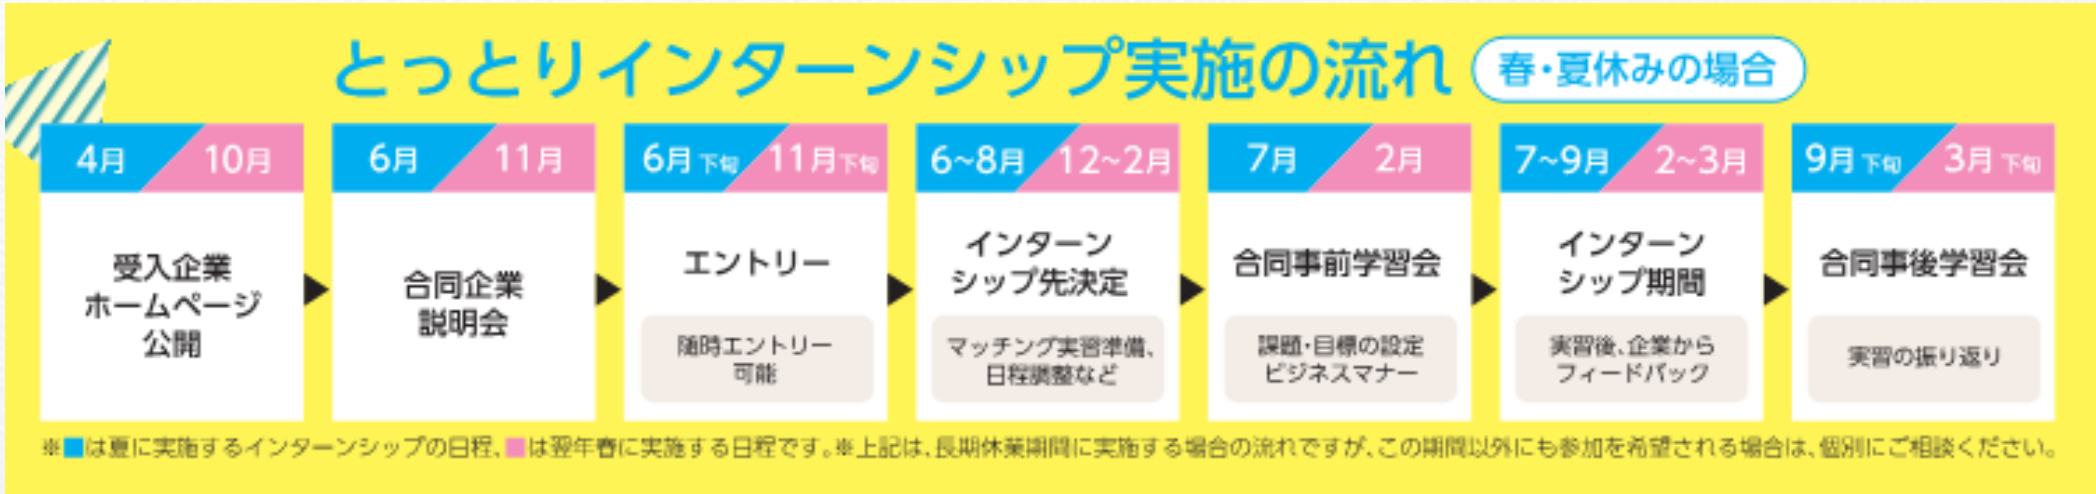 とっとりインターンシップ実施の流れ 春・夏休みの場合
4月 10月
受入企業
ホームページ
公開
6月 11月
合同企業
説明会
6月下旬 11月下旬
エントリー
随時エントリー
可能
6~8月 12~2月
インターン
シップ先決定
マッチング実習準備、
日程調整など
7月 2月
合同事前学習会
課題・目標の設定
ビジネスマナー
7~9月 2~3月
インターン
シップ期間
実習後、企業から
フィードバック
9月下旬 3月下旬
合同事後学習会
実習の振り返り
※■は夏に実施するインターンシップの日程、■は翌年春に実施する日程です。※上記は、長期休業期間に実施する場合の流れですが、この期間以外にも参加を希望される場合は、個別にご相談ください。